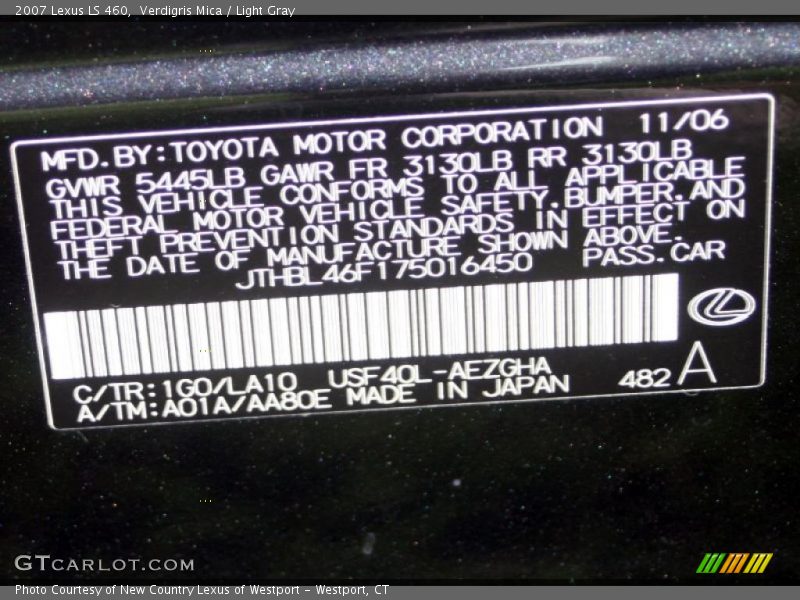 2007 Lexus LS 460,  Verdigris Mica / Light Gray
MFD.BY:TOYOTA MOTOR CORPORATION 11/06
GVWR 5445LB GAWR FR 3130LB RR 3130LB
THIS VEHICLE CONFORMS TO ALL APPLICABLE
FEDERAL MOTOR VEHICLE SAFETY,BUMPER,AND
THEFT PREVENTION STANDARDS IN EFFECT ON
THE DATE OF MANUFACTURE SHOWN ABOVE.
JTHBL46F175016450 PASS.CAR
C/TR:1G0/LA10 USF40L-AEZGHA
A/TM:A01A/AA80E MADE IN JAPAN 482 A
GTCARLOT.COM
Photo Courtesy of New Country Lexus of Westport - Westport, CT